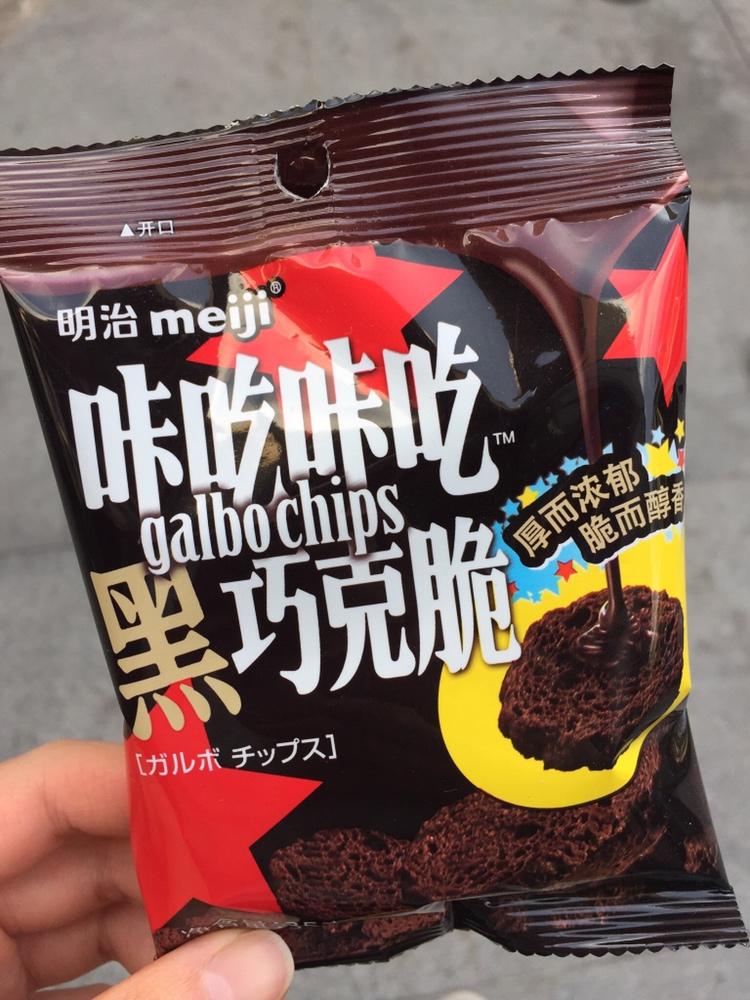 ▲开口
明治 meiji®
咔吃咔吃™
galbo chips
黑巧克脆
厚而浓郁
脆而醇香
[ガルボ チップス]